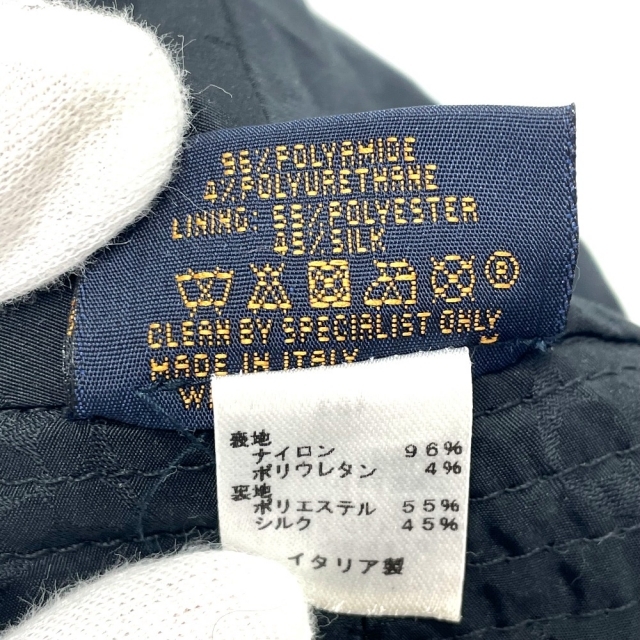 96%POLYAMIDE
4%POLYURETHANE
LINING: 55%POLYESTER
45%SILK
CLEAN BY SPECIALIST ONLY
MADE IN ITALY
表地
ナイロン 96%
ポリウレタン 4%
裏地
ポリエステル 55%
シルク 45%
イタリア製